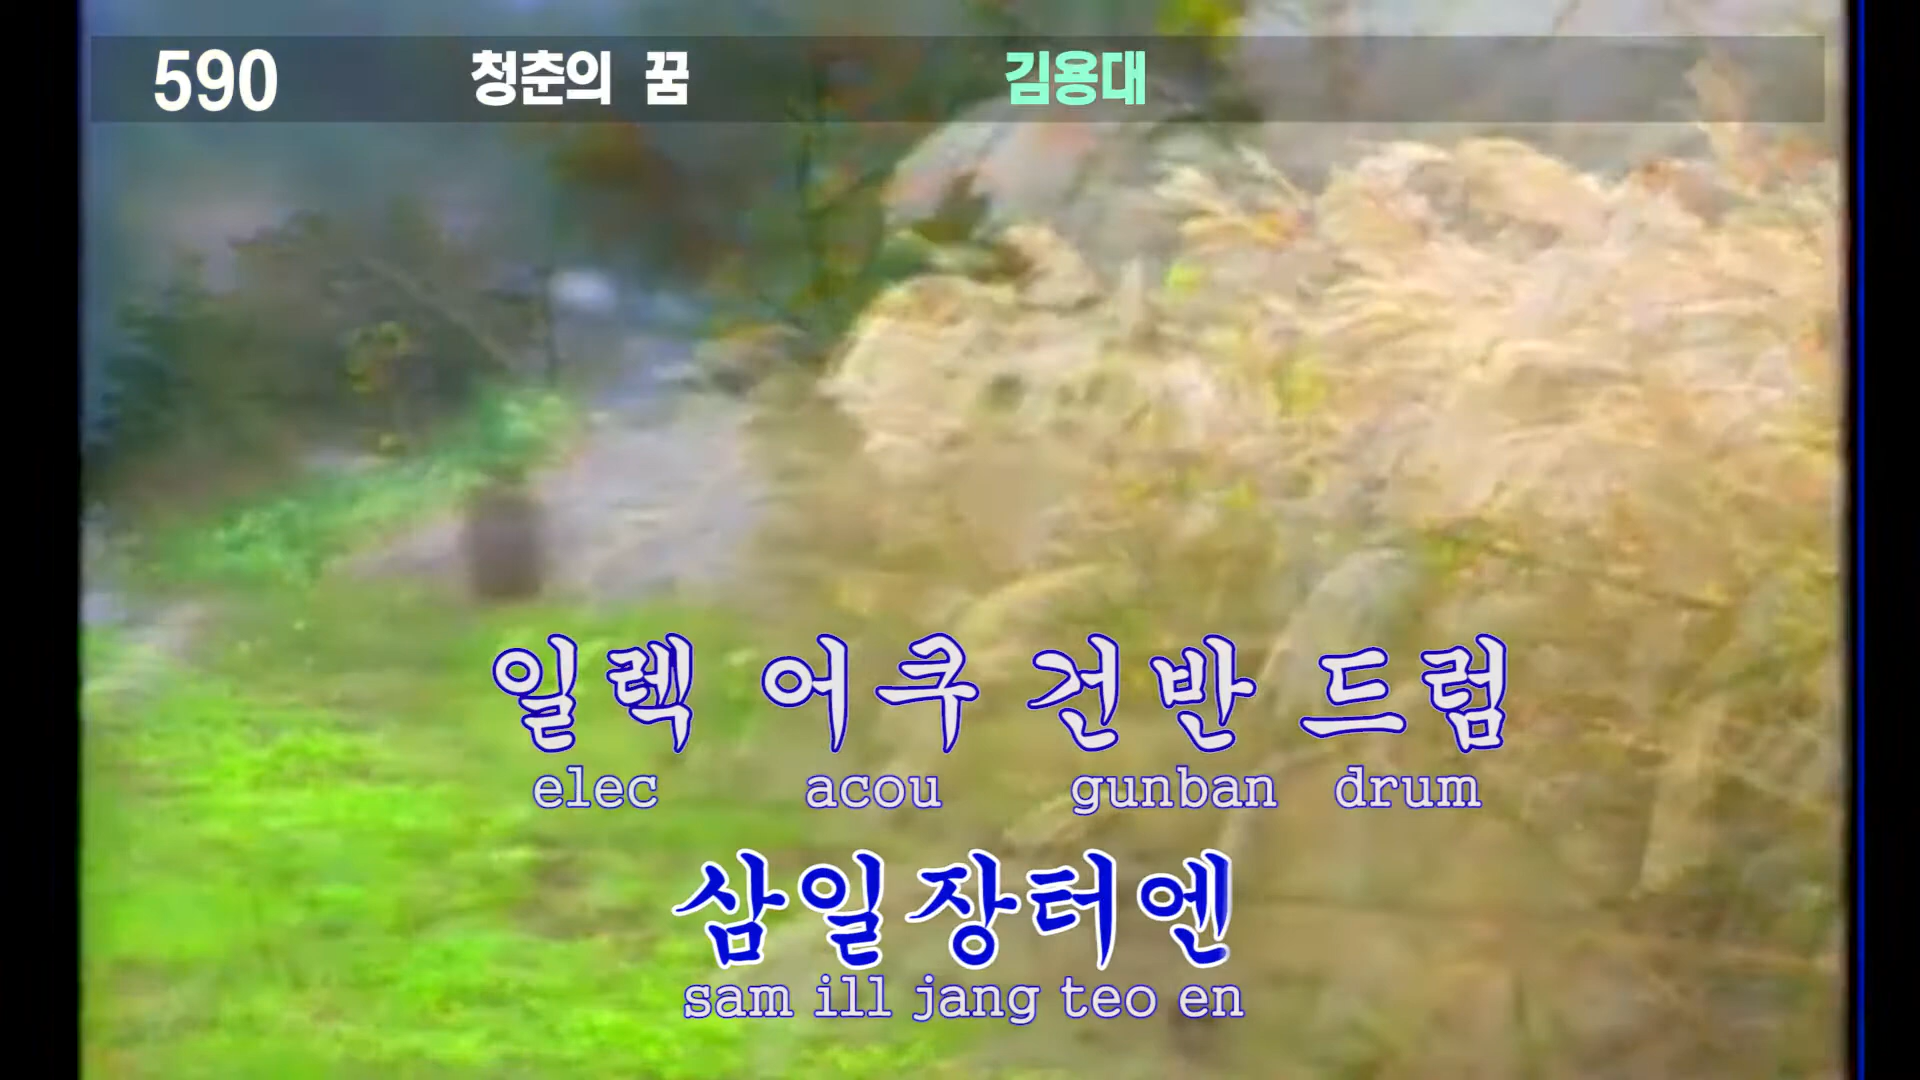 590 청춘의 꿈 김용대
일렉 어쿠 건반 드럼
elec acou gunban drum
삼일장터엔
sam ill jang teo en